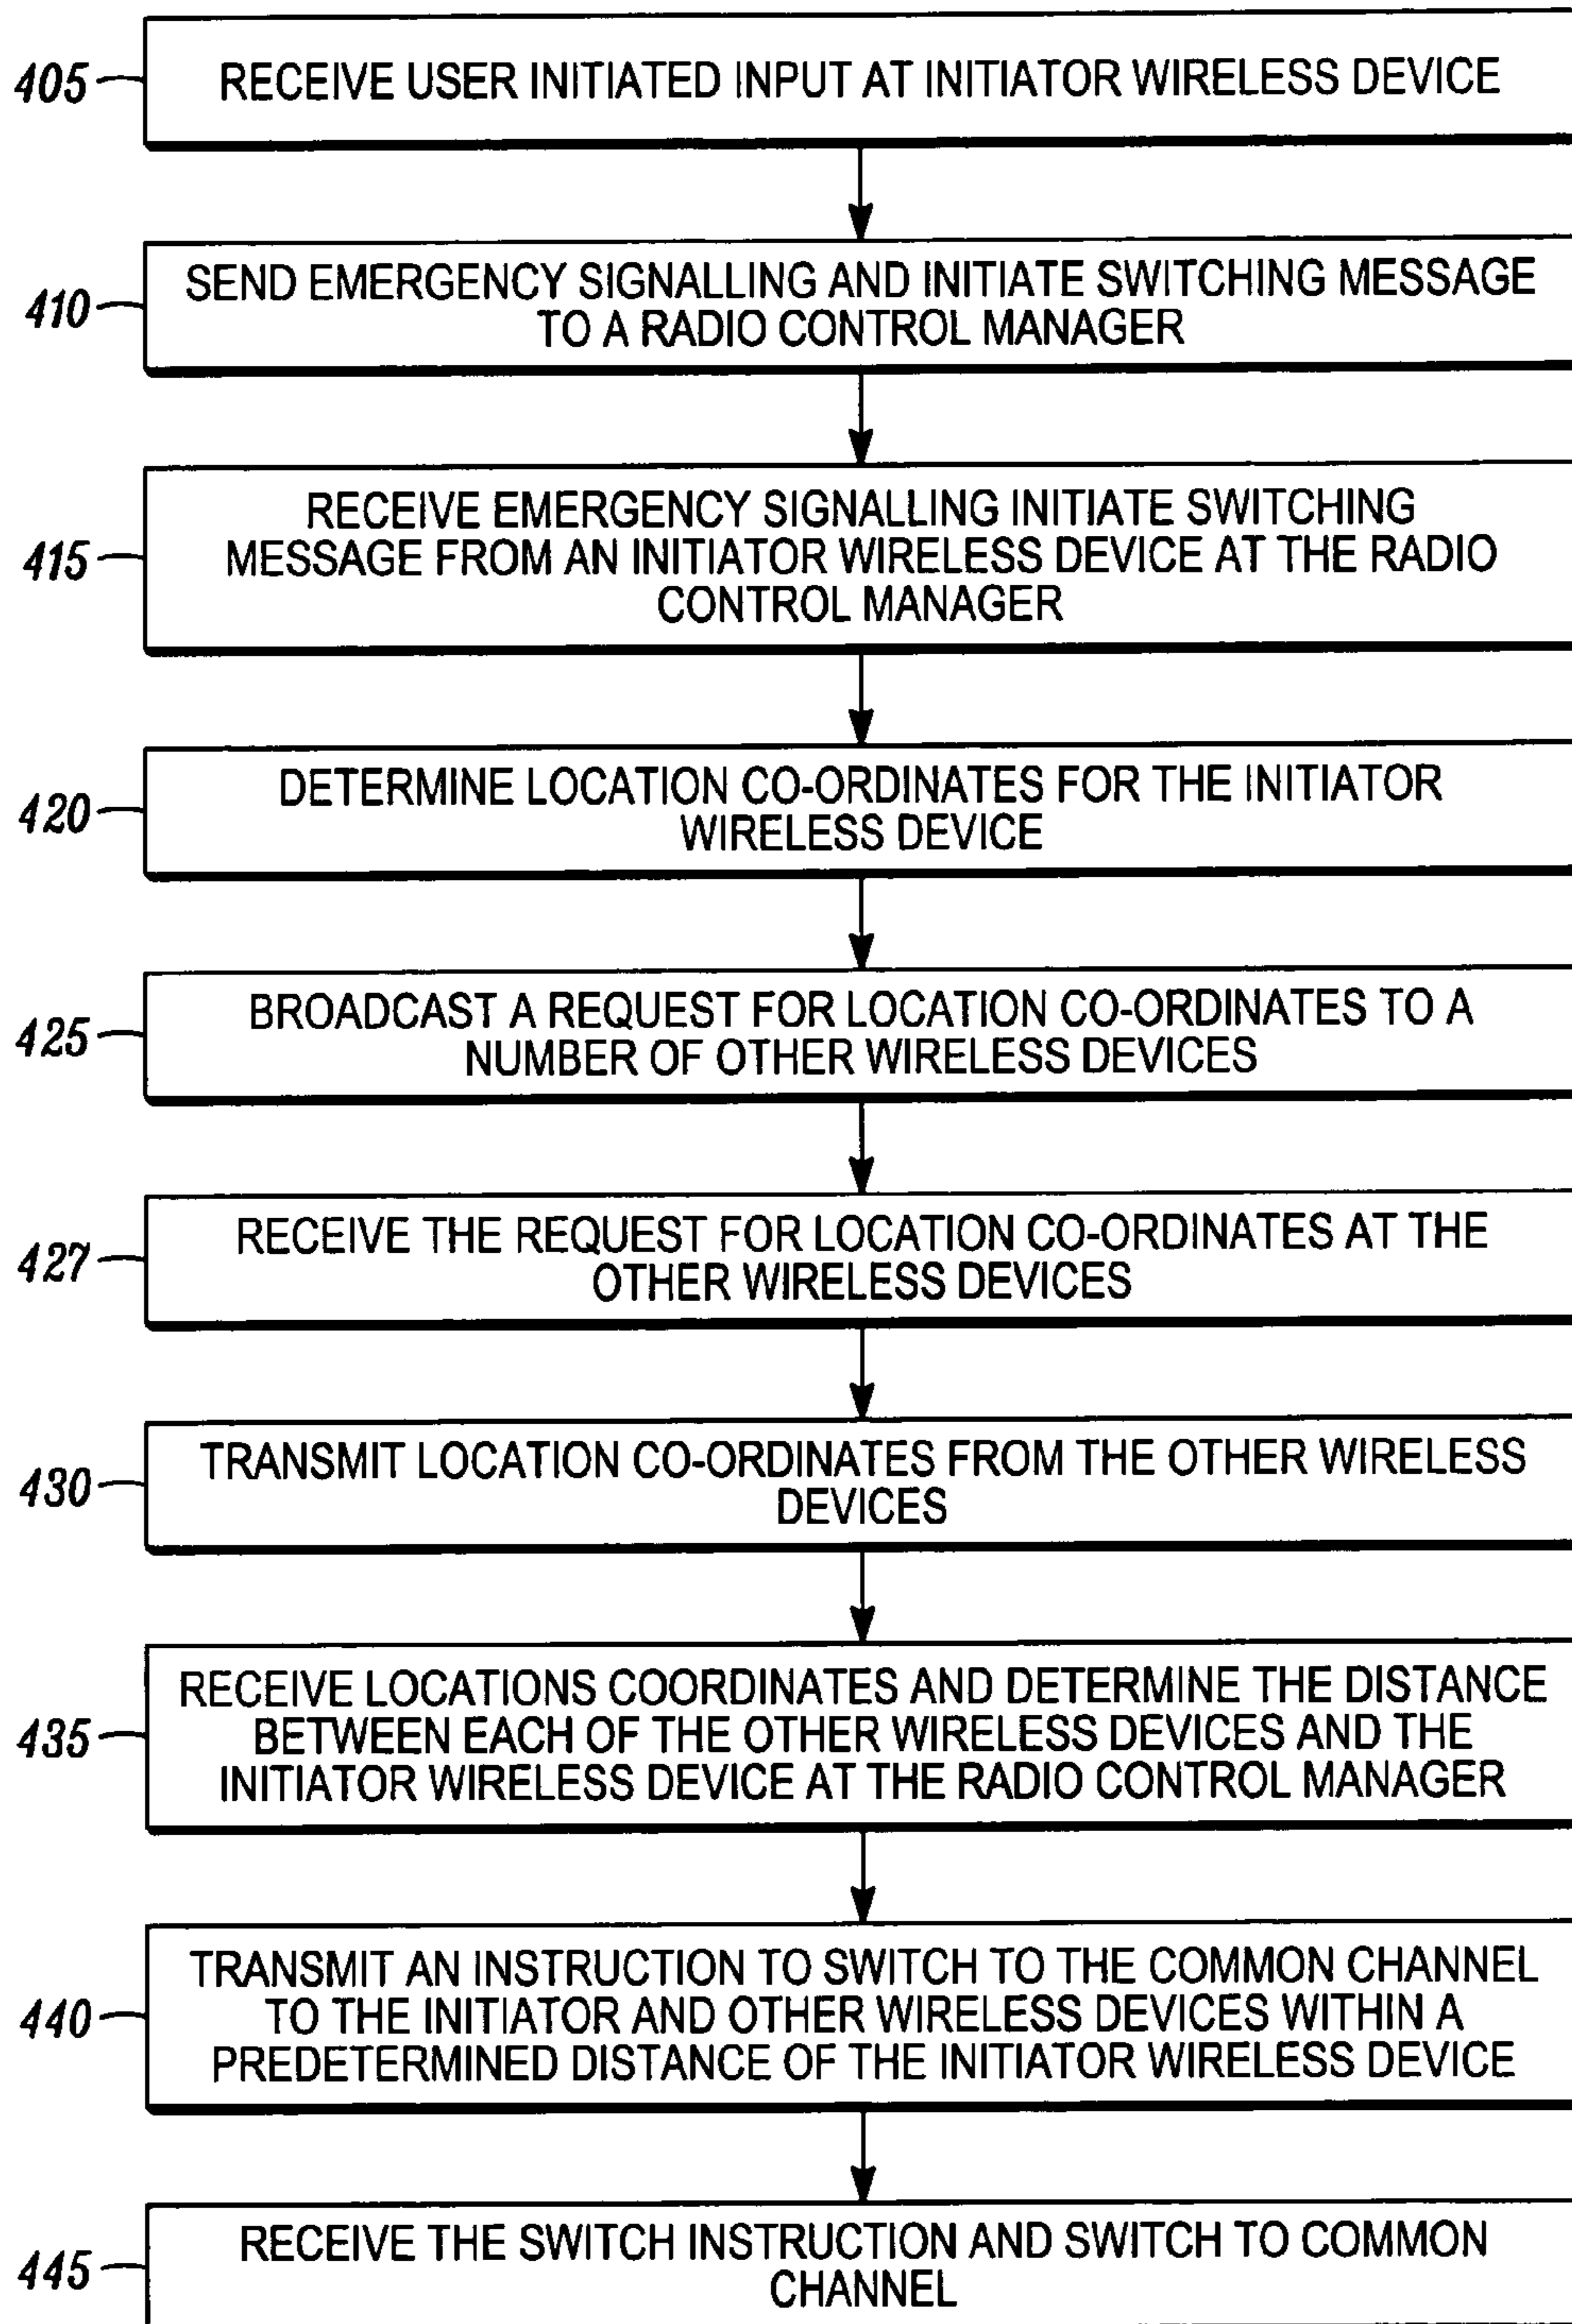 405
RECEIVE USER INITIATED INPUT AT INITIATOR WIRELESS DEVICE
410
SEND EMERGENCY SIGNALLING AND INITIATE SWITCHING MESSAGE
TO A RADIO CONTROL MANAGER
415
RECEIVE EMERGENCY SIGNALLING INITIATE SWITCHING
MESSAGE FROM AN INITIATOR WIRELESS DEVICE AT THE RADIO
CONTROL MANAGER
420
DETERMINE LOCATION CO-ORDINATES FOR THE INITIATOR
WIRELESS DEVICE
425
BROADCAST A REQUEST FOR LOCATION CO-ORDINATES TO A
NUMBER OF OTHER WIRELESS DEVICES
427
RECEIVE THE REQUEST FOR LOCATION CO-ORDINATES AT THE
OTHER WIRELESS DEVICES
430
TRANSMIT LOCATION CO-ORDINATES FROM THE OTHER WIRELESS
DEVICES
435
RECEIVE LOCATIONS COORDINATES AND DETERMINE THE DISTANCE
BETWEEN EACH OF THE OTHER WIRELESS DEVICES AND THE
INITIATOR WIRELESS DEVICE AT THE RADIO CONTROL MANAGER
440
TRANSMIT AN INSTRUCTION TO SWITCH TO THE COMMON CHANNEL
TO THE INITIATOR AND OTHER WIRELESS DEVICES WITHIN A
PREDETERMINED DISTANCE OF THE INITIATOR WIRELESS DEVICE
445
RECEIVE THE SWITCH INSTRUCTION AND SWITCH TO COMMON
CHANNEL